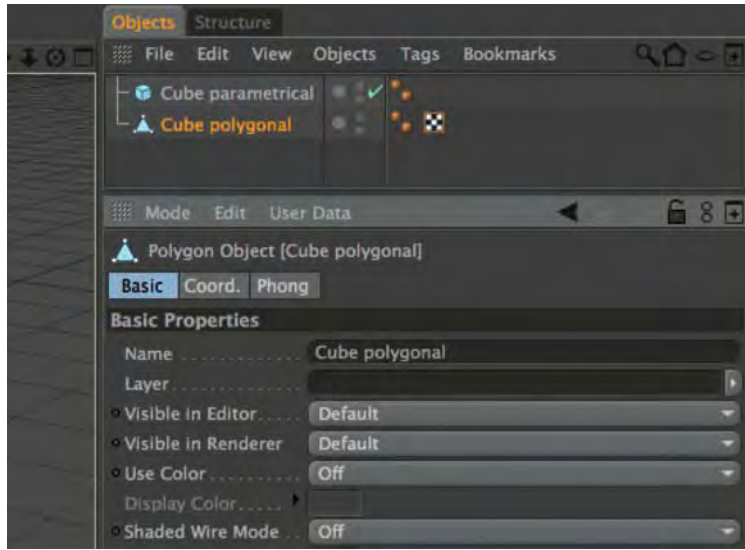 Objects Structure
File Edit View Objects Tags Bookmarks
Cube parametrical
Cube polygonal
Mode Edit User Data
Polygon Object [Cube polygonal]
Basic Coord. Phong
Basic Properties
Name . . . . . . . . . . . . Cube polygonal
Layer . . . . . . . . . . . .
Visible in Editor . . . . . Default
Visible in Renderer Default
Use Color . . . . . . . . . Off
Display Color . . . . .
Shaded Wire Mode . . Off